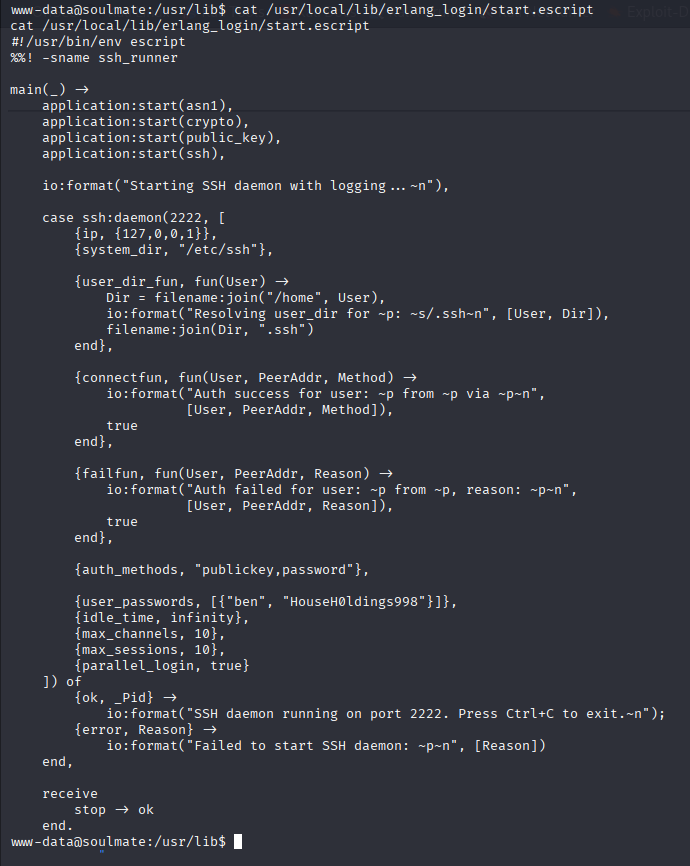 www-data@soulmate:/usr/lib$ cat /usr/local/lib/erlang_login/start.escript
cat /usr/local/lib/erlang_login/start.escript
#!/usr/bin/env escript
%%! -sname ssh_runner

main(_) ->
    application:start(asn1),
    application:start(crypto),
    application:start(public_key),
    application:start(ssh),

    io:format("Starting SSH daemon with logging...~n"),

    case ssh:daemon(2222, [
        {ip, {127,0,0,1}},
        {system_dir, "/etc/ssh"},

        {user_dir_fun, fun(User) ->
            Dir = filename:join("/home", User),
            io:format("Resolving user_dir for ~p: ~s/.ssh~n", [User, Dir]),
            filename:join(Dir, ".ssh")
        end},

        {connectfun, fun(User, PeerAddr, Method) ->
            io:format("Auth success for user: ~p from ~p via ~p~n",
                      [User, PeerAddr, Method]),
            true
        end},

        {failfun, fun(User, PeerAddr, Reason) ->
            io:format("Auth failed for user: ~p from ~p, reason: ~p~n",
                      [User, PeerAddr, Reason]),
            true
        end},

        {auth_methods, "publickey,password"},

        {user_passwords, [{"ben", "HouseH0ldings998"}]},
        {idle_time, infinity},
        {max_channels, 10},
        {max_sessions, 10},
        {parallel_login, true}
    ]) of
        {ok, _Pid} ->
            io:format("SSH daemon running on port 2222. Press Ctrl+C to exit.~n");
        {error, Reason} ->
            io:format("Failed to start SSH daemon: ~p~n", [Reason])
    end,

    receive
        stop -> ok
    end.
www-data@soulmate:/usr/lib$